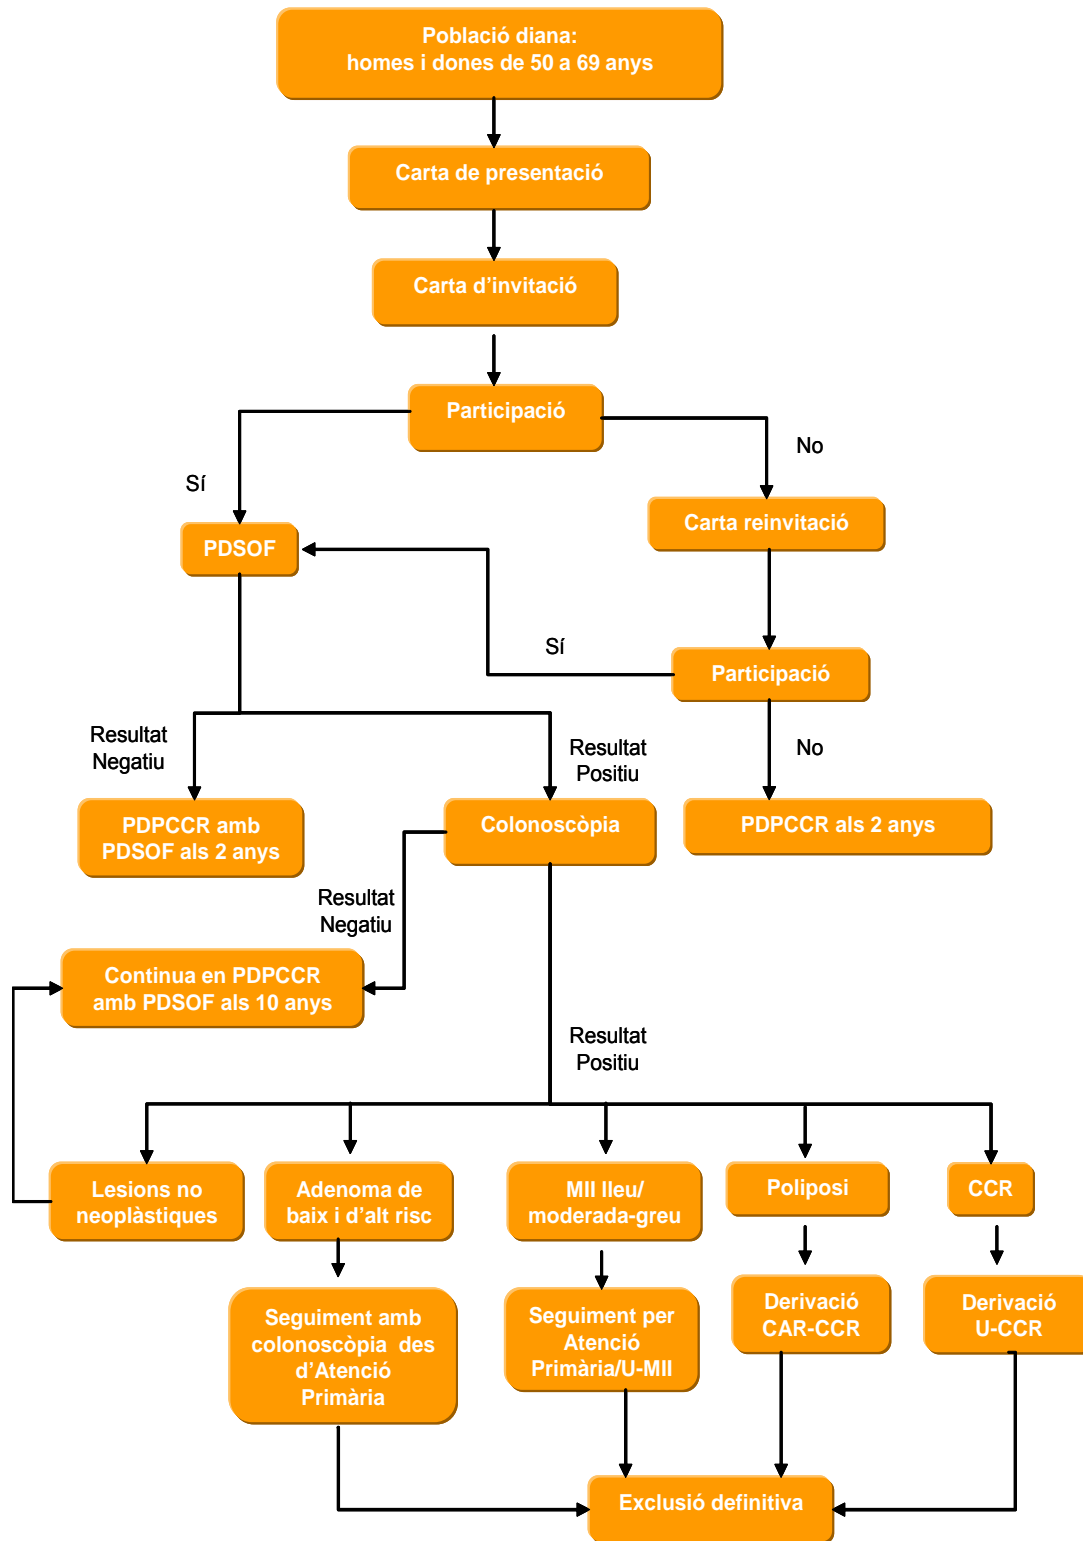 Població diana:
homes i dones de 50 a 69 anys
Carta de presentació
Carta d'invitació
Participació
No
Sí
Carta reinvitació
PDSOF
Sí
Participació
Resultat
Negatiu
Resultat
Positiu
No
PDPCCR amb
PDSOF als 2 anys
Colonoscòpia
PDPCCR als 2 anys
Resultat
Negatiu
Continua en PDPCCR
amb PDSOF als 10 anys
Resultat
Positiu
Lesions no
neoplàstiques
Adenoma de
baix i d'alt risc
MII lleu/
moderada-greu
Poliposi
CCR
Seguiment amb
colonoscòpia des
d'Atenció
Primària
Seguiment per
Atenció
Primària/U-MII
Derivació
CAR-CCR
Derivació
U-CCR
Exclusió definitiva